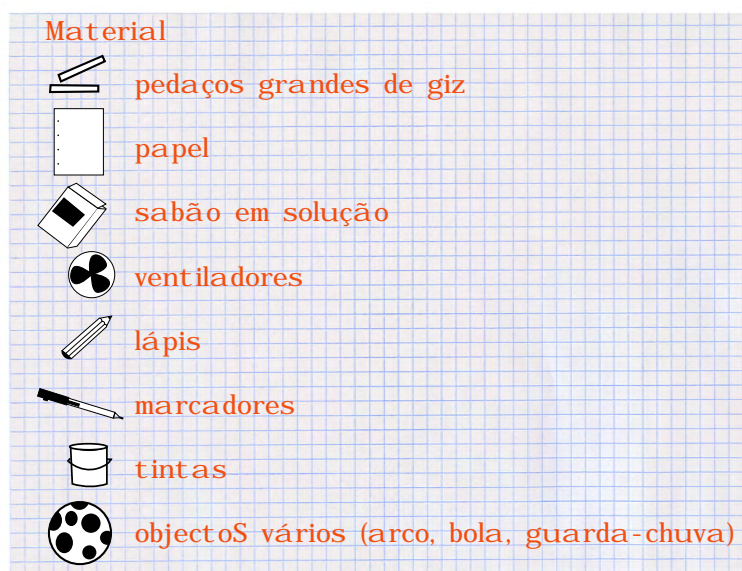 Material
pedaços grandes de giz
papel
sabão em solução
ventiladores
lápis
marcadores
tintas
objectoS vários (arco, bola, guarda-chuva)